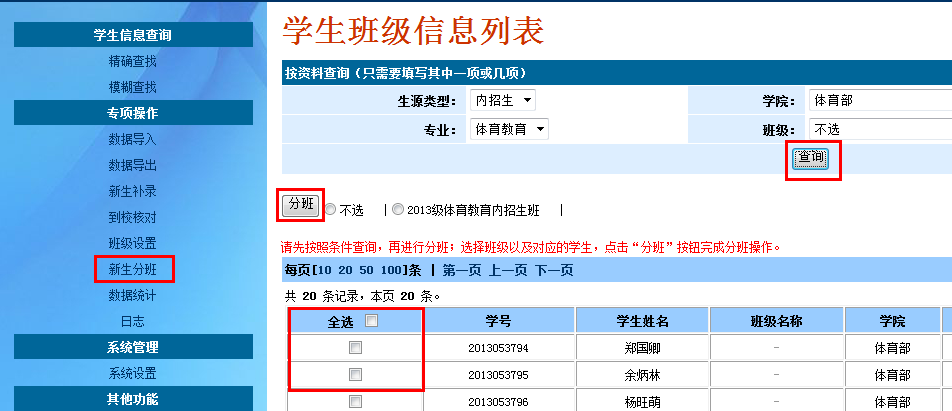 学生信息查询
精确查找
模糊查找
专项操作
数据导入
数据导出
新生补录
到校核对
班级设置
新生分班
数据统计
日志
系统管理
系统设置
其他功能
学生班级信息列表
按资料查询（只需要填写其中一项或几项）
生源类型： 内招生 学院： 体育部
专业： 体育教育 班级： 不选
查询
分班 不选 | 2013级体育教育内招生班 |
请先按照条件查询，再进行分班；选择班级以及对应的学生，点击“分班”按钮完成分班操作。
每页[10 20 50 100]条 | 第一页 上一页 下一页
共 20 条记录，本页 20 条。
全选 学号 学生姓名 班级名称 学院
2013053794 郑国卿 - 体育部
2013053795 余炳林 - 体育部
2013053796 杨旺萌 - 体育部